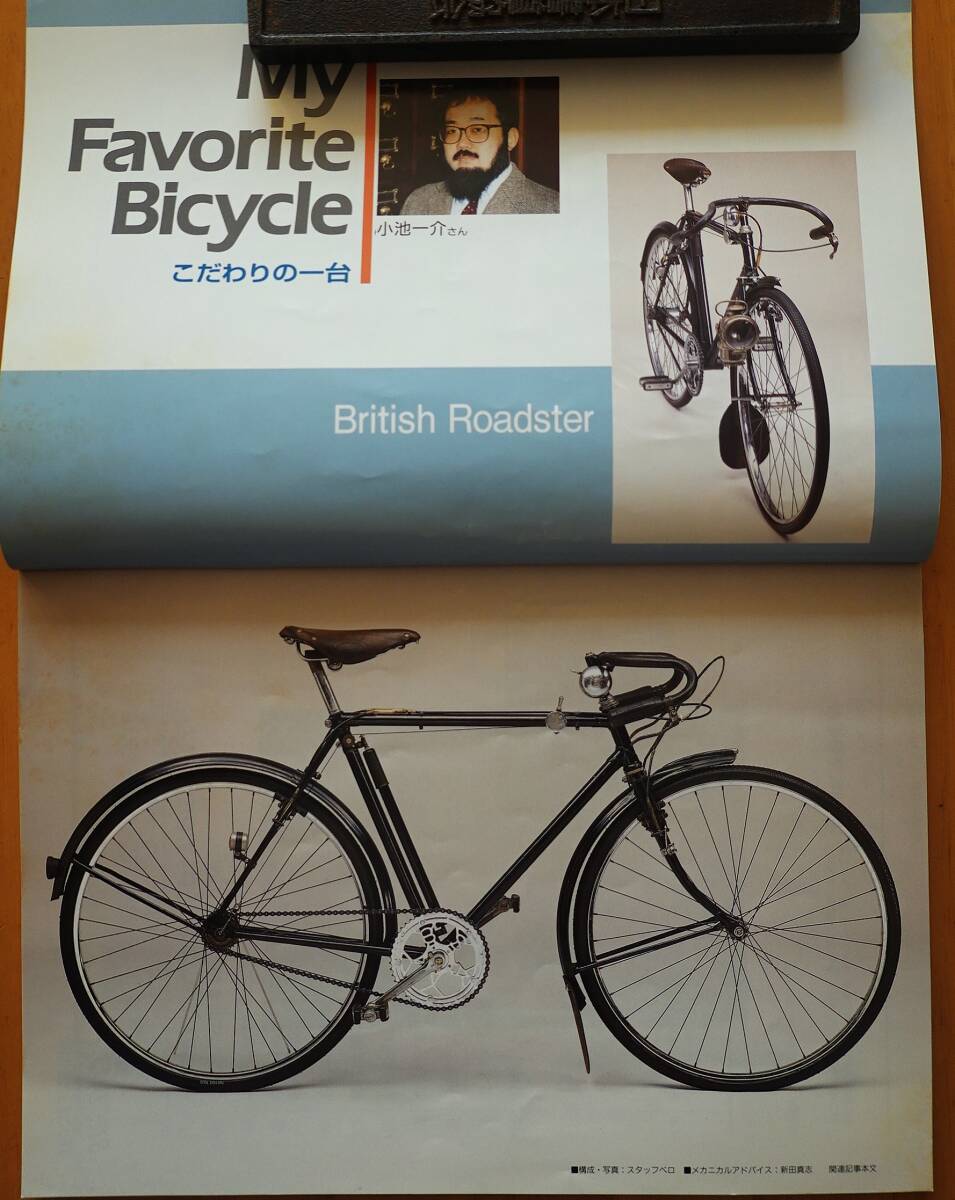 My
Favorite
Bicycle
こだわりの一台
小池一介さん
British Roadster
■構成・写真：スタッフベロ ■メカニカルアドバイス：新田眞志 関連記事本文